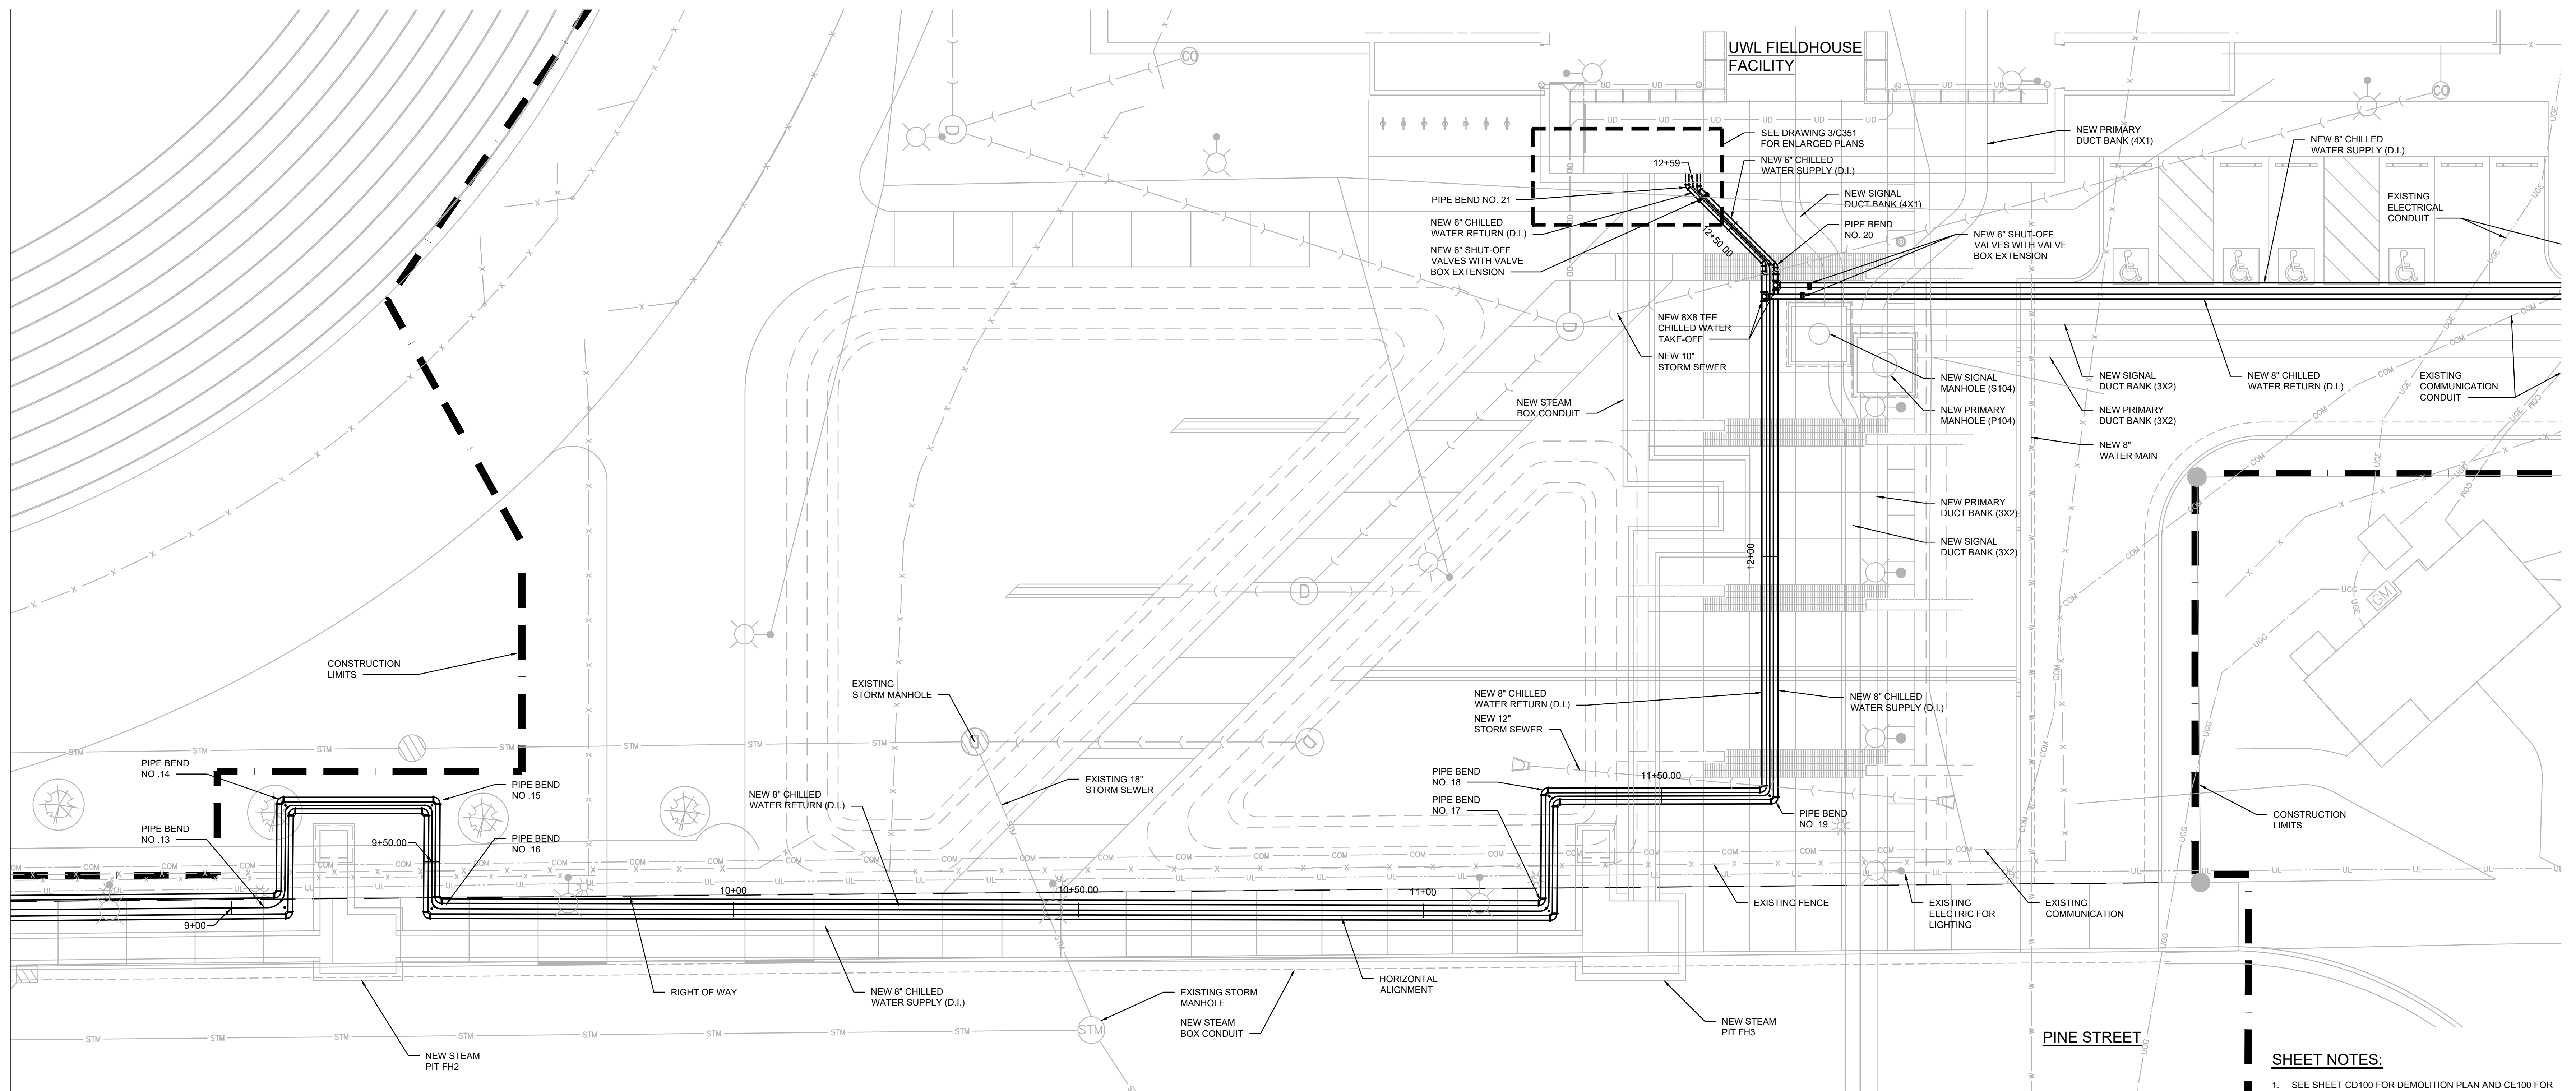 UWL FIELDHOUSE
FACILITY
SEE DRAWING 3/C351
FOR ENLARGED PLANS
NEW 6" CHILLED
WATER SUPPLY (D.I.)
12+59
PIPE BEND NO. 21
NEW 6" CHILLED
WATER RETURN (D.I.)
NEW 6" SHUT-OFF
VALVES WITH VALVE
BOX EXTENSION
12+50.00
NEW SIGNAL
DUCT BANK (4X1)
PIPE BEND
NO. 20
NEW 6" SHUT-OFF
VALVES WITH VALVE
BOX EXTENSION
NEW PRIMARY
DUCT BANK (4X1)
NEW 8" CHILLED
WATER SUPPLY (D.I.)
EXISTING
ELECTRICAL
CONDUIT
NEW 8X8 TEE
CHILLED WATER
TAKE-OFF
NEW 10"
STORM SEWER
NEW STEAM
BOX CONDUIT
NEW SIGNAL
MANHOLE (S104)
NEW PRIMARY
MANHOLE (P104)
NEW SIGNAL
DUCT BANK (3X2)
NEW PRIMARY
DUCT BANK (3X2)
NEW 8"
WATER MAIN
NEW 8" CHILLED
WATER RETURN (D.I.)
EXISTING
COMMUNICATION
CONDUIT
NEW PRIMARY
DUCT BANK (3X2)
NEW SIGNAL
DUCT BANK (3X2)
12+00
CONSTRUCTION
LIMITS
EXISTING
STORM MANHOLE
NEW 8" CHILLED
WATER RETURN (D.I.)
NEW 12"
STORM SEWER
NEW 8" CHILLED
WATER SUPPLY (D.I.)
PIPE BEND
NO .14
PIPE BEND
NO .15
PIPE BEND
NO .13
PIPE BEND
NO .16
9+50.00
9+00
NEW 8" CHILLED
WATER RETURN (D.I.)
EXISTING 18"
STORM SEWER
PIPE BEND
NO. 18
PIPE BEND
NO. 17
11+50.00
PIPE BEND
NO. 19
CONSTRUCTION
LIMITS
10+00
10+50.00
11+00
EXISTING FENCE
EXISTING
ELECTRIC FOR
LIGHTING
EXISTING
COMMUNICATION
RIGHT OF WAY
NEW 8" CHILLED
WATER SUPPLY (D.I.)
EXISTING STORM
MANHOLE
NEW STEAM
BOX CONDUIT
HORIZONTAL
ALIGNMENT
NEW STEAM
PIT FH3
NEW STEAM
PIT FH2
STM
GM
CO
CO
D
PINE STREET
SHEET NOTES:
1. SEE SHEET CD100 FOR DEMOLITION PLAN AND CE100 FOR